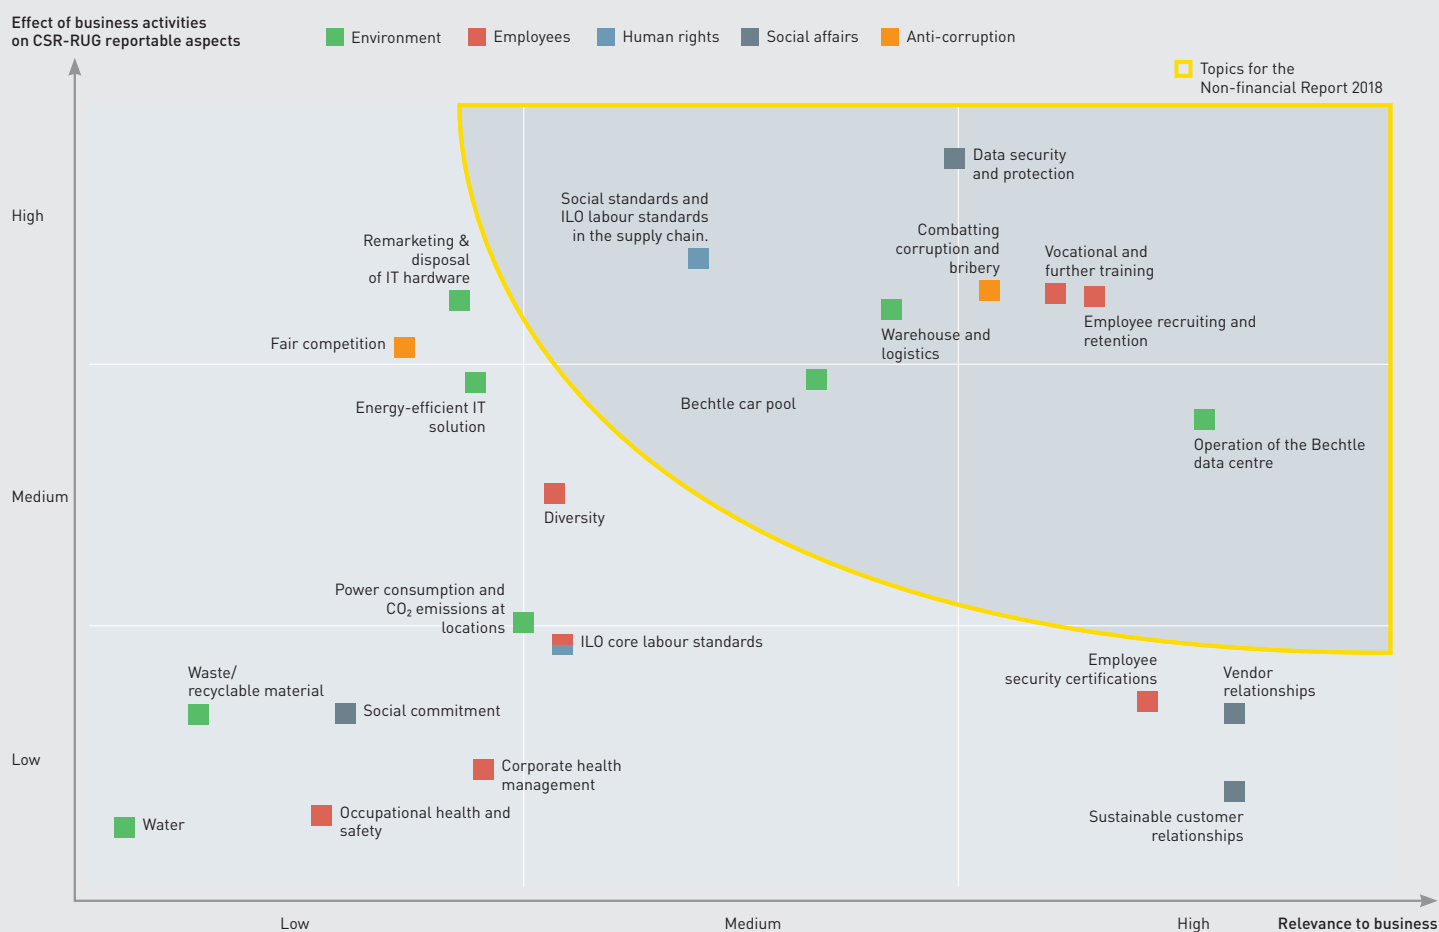 Effect of business activities
on CSR-RUG reportable aspects
Environment
Employees
Human rights
Social affairs
Anti-corruption
Topics for the
Non-financial Report 2018
Data security
and protection
Social standards and
ILO labour standards
in the supply chain.
High
Combatting
corruption and
bribery
Remarketing &
disposal
of IT hardware
Vocational and
further training
Employee recruiting and
retention
Warehouse and
logistics
Fair competition
Bechtle car pool
Energy-efficient IT
solution
Operation of the Bechtle
data centre
Medium
Diversity
Power consumption and
CO₂ emissions at
locations
ILO core labour standards
Employee
security certifications
Vendor
relationships
Waste/
recyclable material
Social commitment
Low
Corporate health
management
Occupational health and
safety
Water
Sustainable customer
relationships
Low
Medium
High
Relevance to business